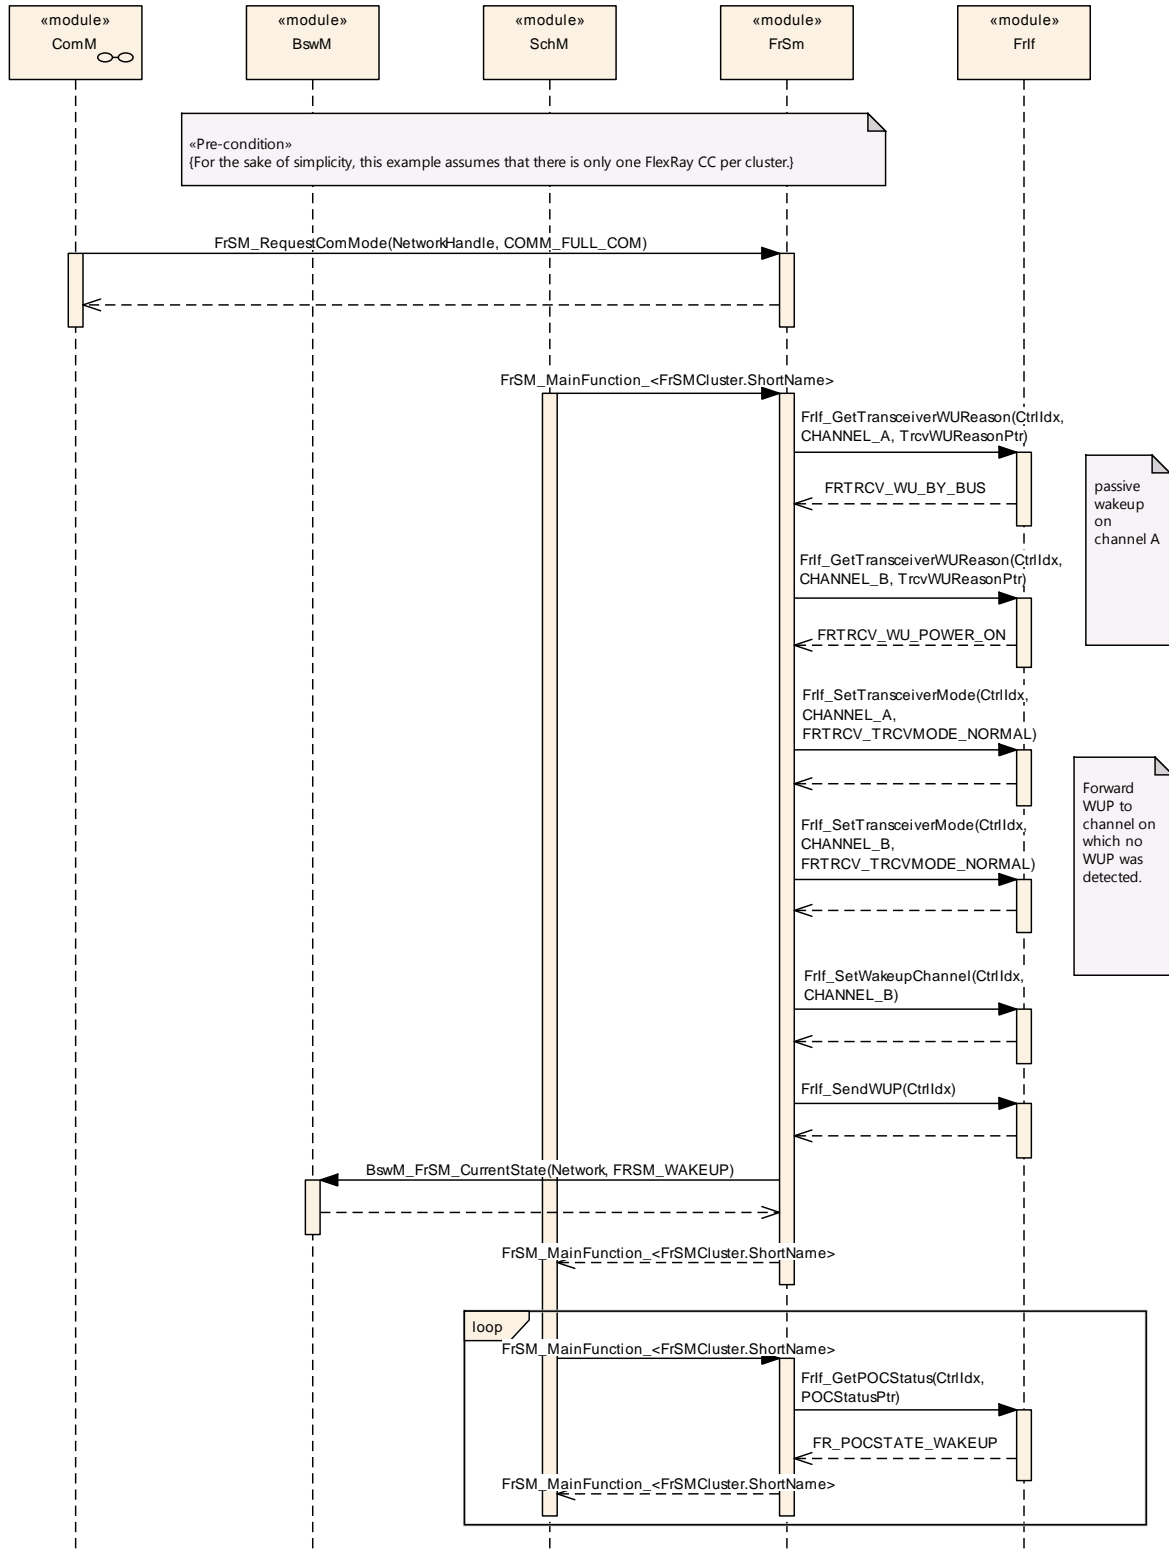 «module»
ComM
«module»
BswM
«module»
SchM
«module»
FrSm
«module»
FrIf
«Pre-condition»
{For the sake of simplicity, this example assumes that there is only one FlexRay CC per cluster.}
FrSM_RequestComMode(NetworkHandle, COMM_FULL_COM)
FrSM_MainFunction_<FrSMCluster.ShortName>
FrIf_GetTransceiverWUReason(CtrlIdx,
CHANNEL_A, TrcvWUReasonPtr)
FRTRCV_WU_BY_BUS
passive
wakeup
on
channel A
FrIf_GetTransceiverWUReason(CtrlIdx,
CHANNEL_B, TrcvWUReasonPtr)
FRTRCV_WU_POWER_ON
FrIf_SetTransceiverMode(CtrlIdx,
CHANNEL_A,
FRTRCV_TRCVMODE_NORMAL)
Forward
WUP to
channel on
which no
WUP was
detected.
FrIf_SetTransceiverMode(CtrlIdx,
CHANNEL_B,
FRTRCV_TRCVMODE_NORMAL)
FrIf_SetWakeupChannel(CtrlIdx,
CHANNEL_B)
FrIf_SendWUP(CtrlIdx)
BswM_FrSM_CurrentState(Network, FRSM_WAKEUP)
FrSM_MainFunction_<FrSMCluster.ShortName>
loop
FrSM_MainFunction_<FrSMCluster.ShortName>
FrIf_GetPOCStatus(CtrlIdx,
POCStatusPtr)
FR_POCSTATE_WAKEUP
FrSM_MainFunction_<FrSMCluster.ShortName>